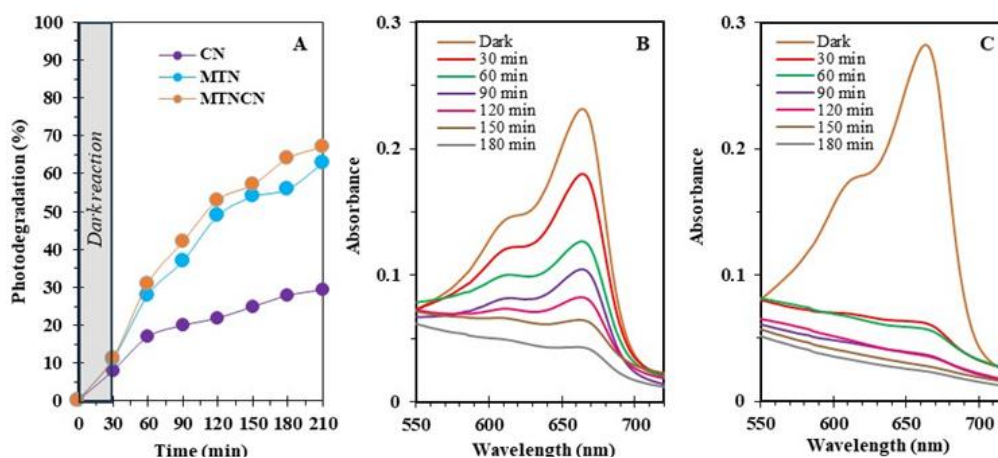 A
CN
MTN
MTNCN
Dark reaction
Photodegradation (%)
100
90
80
70
60
50
40
30
20
10
0
0 30 60 90 120 150 180 210
Time (min)
B
Dark
30 min
60 min
90 min
120 min
150 min
180 min
Absorbance
0.3
0.2
0.1
0
550 600 650 700
Wavelength (nm)
C
Dark
30 min
60 min
90 min
120 min
150 min
180 min
Absorbance
0.3
0.2
0.1
0
550 600 650 700
Wavelength (nm)